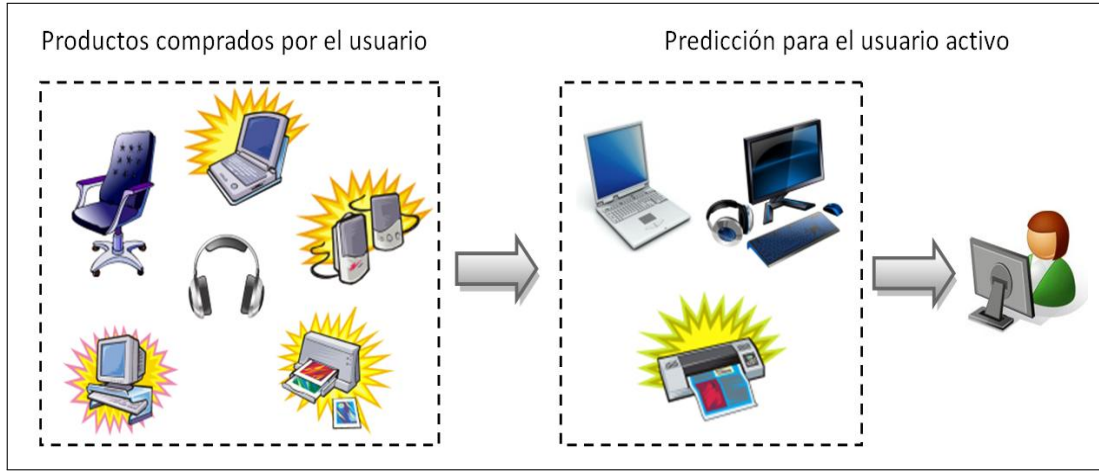 Productos comprados por el usuario
Predicción para el usuario activo